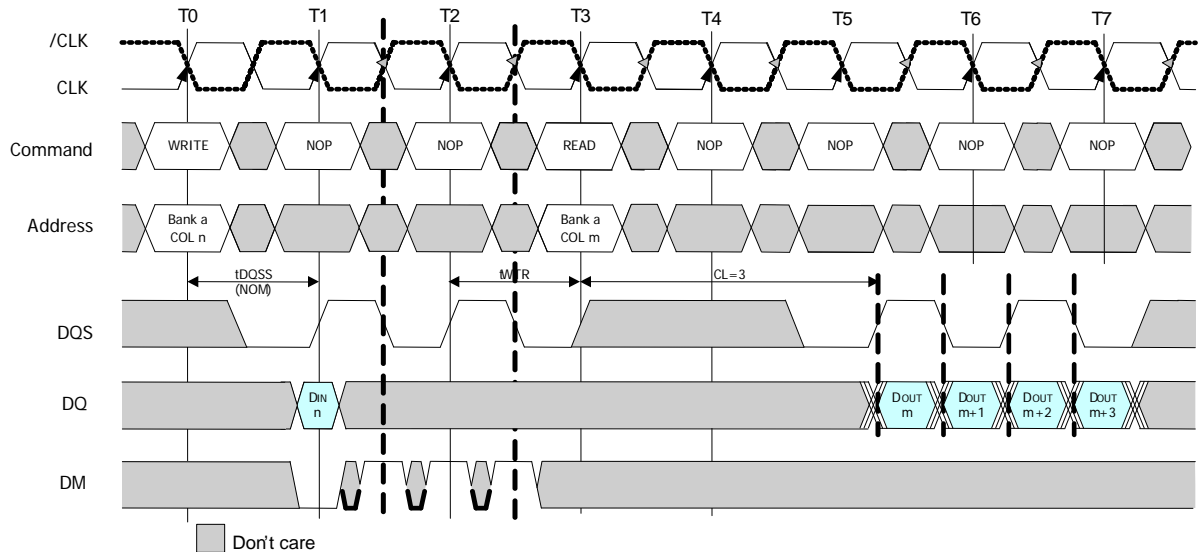 T0 T1 T2 T3 T4 T5 T6 T7
/CLK
CLK
Command WRITE NOP NOP READ NOP NOP NOP NOP
Address Bank a COL n Bank a COL m
tDQSS (NOM) tWTR CL=3
DQS
DQ DIN n DOUT m DOUT m+1 DOUT m+2 DOUT m+3
DM
Don't care